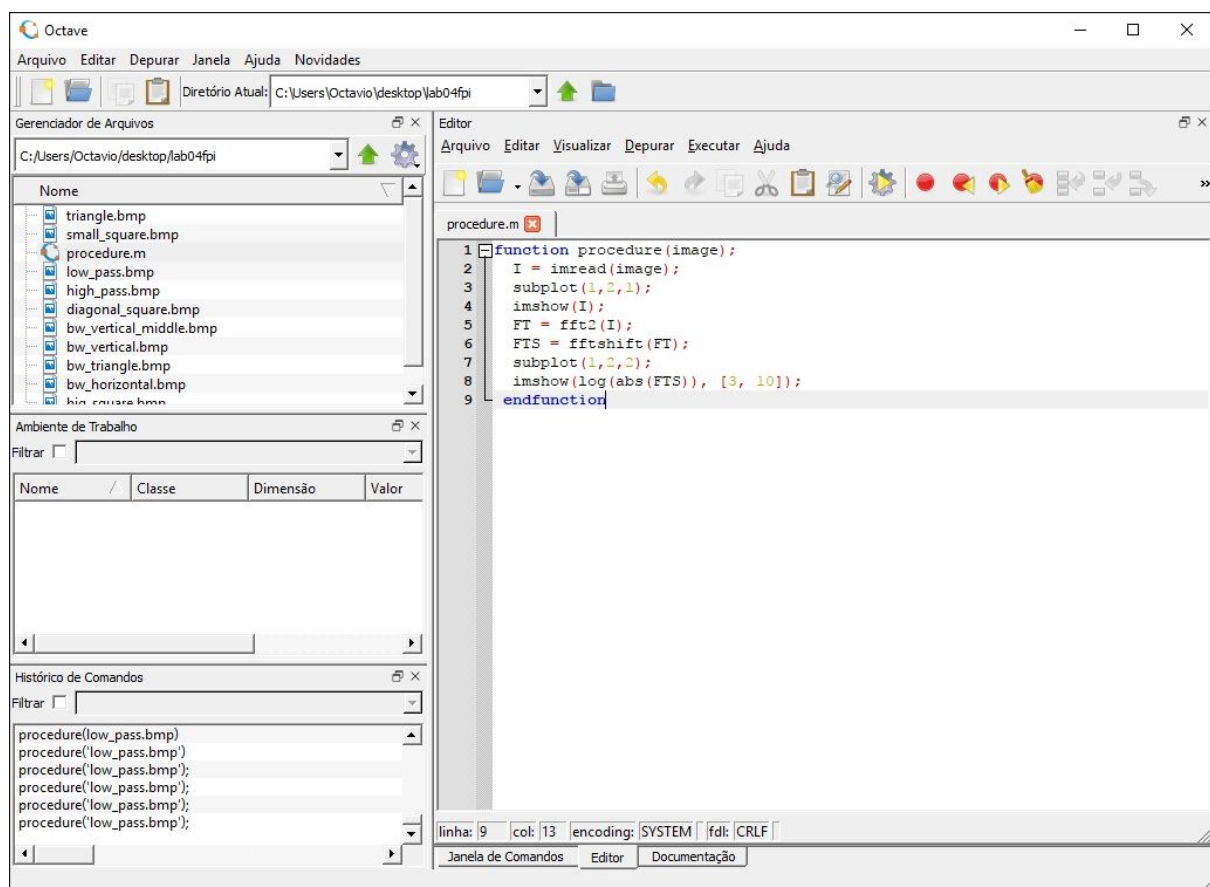 Octave
Arquivo Editar Depurar Janela Ajuda Novidades
Diretório Atual: C:\Users\Octavio\desktop\lab04fpi
Gerenciador de Arquivos
C:/Users/Octavio/desktop/lab04fpi
Nome
triangle.bmp
small_square.bmp
procedure.m
low_pass.bmp
high_pass.bmp
diagonal_square.bmp
bw_vertical_middle.bmp
bw_vertical.bmp
bw_triangle.bmp
bw_horizontal.bmp
big_square.bmp
Ambiente de Trabalho
Filtrar
Nome Classe Dimensão Valor
Histórico de Comandos
Filtrar
procedure(low_pass.bmp)
procedure('low_pass.bmp')
procedure('low_pass.bmp');
procedure('low_pass.bmp');
procedure('low_pass.bmp');
procedure('low_pass.bmp');
Editor
Arquivo Editar Visualizar Depurar Executar Ajuda
»
procedure.m
1 function procedure(image);
2 I = imread(image);
3 subplot(1,2,1);
4 imshow(I);
5 FT = fft2(I);
6 FTS = fftshift(FT);
7 subplot(1,2,2);
8 imshow(log(abs(FTS)), [3, 10]);
9 endfunction
linha: 9 col: 13 encoding: SYSTEM fdl: CRLF
Janela de Comandos Editor Documentação